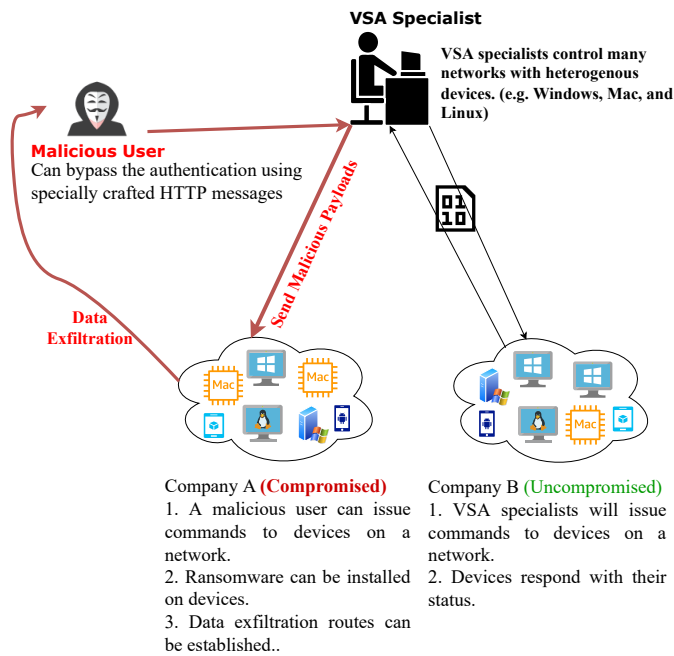 VSA Specialist
VSA specialists control many
networks with heterogenous
devices. (e.g. Windows, Mac, and
Linux)
Malicious User
Can bypass the authentication using
specially crafted HTTP messages
01
10
Send Malicious Payloads
Data
Exfiltration
Mac
Mac
Mac
Company A (Compromised)
1. A malicious user can issue
commands to devices on a
network.
2. Ransomware can be installed
on devices.
3. Data exfiltration routes can
be established..
Company B (Uncompromised)
1. VSA specialists will issue
commands to devices on a
network.
2. Devices respond with their
status.